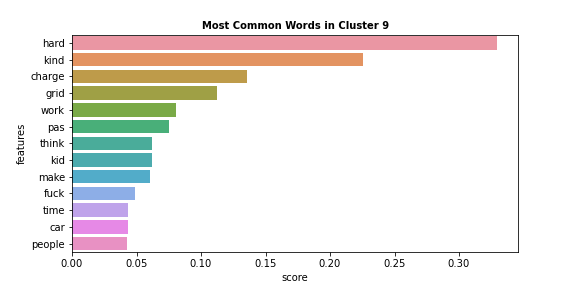 Most Common Words in Cluster 9
hard
kind
charge
grid
work
pas
think
kid
make
fuck
time
car
people
features
0.00 0.05 0.10 0.15 0.20 0.25 0.30
score